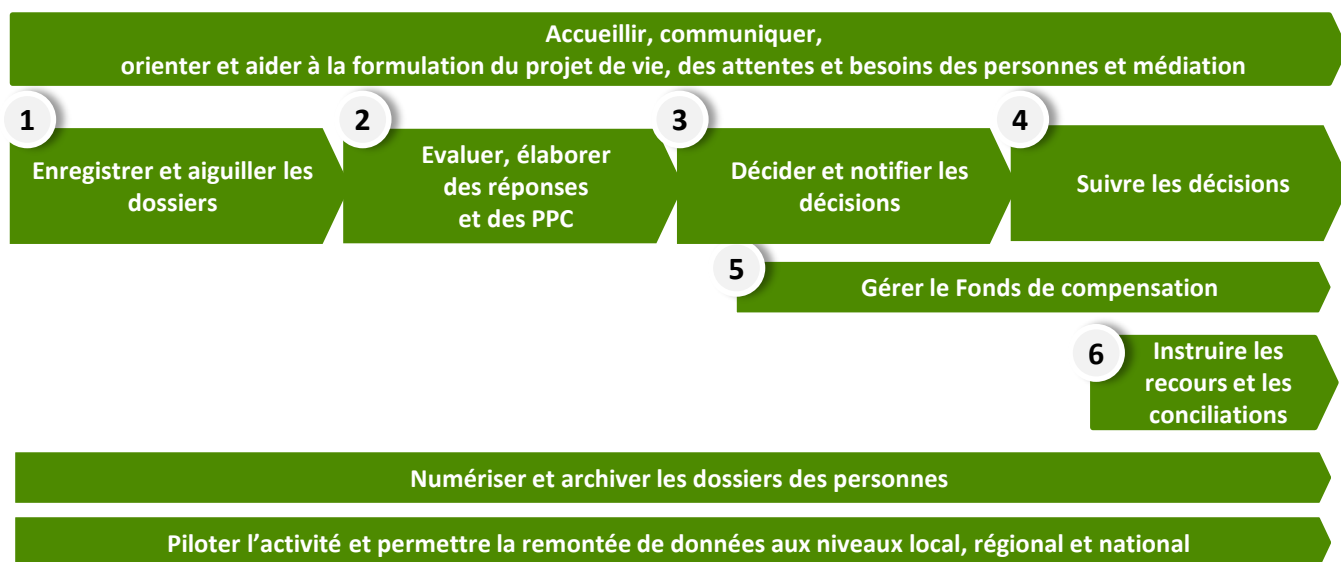 Accueillir, communiquer,
orienter et aider à la formulation du projet de vie, des attentes et besoins des personnes et médiation
1
Enregistrer et aiguiller les
dossiers
2
Evaluer, élaborer
des réponses
et des PPC
3
Décider et notifier les
décisions
4
Suivre les décisions
5
Gérer le Fonds de compensation
6
Instruire les
recours et les
conciliations
Numériser et archiver les dossiers des personnes
Piloter l’activité et permettre la remontée de données aux niveaux local, régional et national